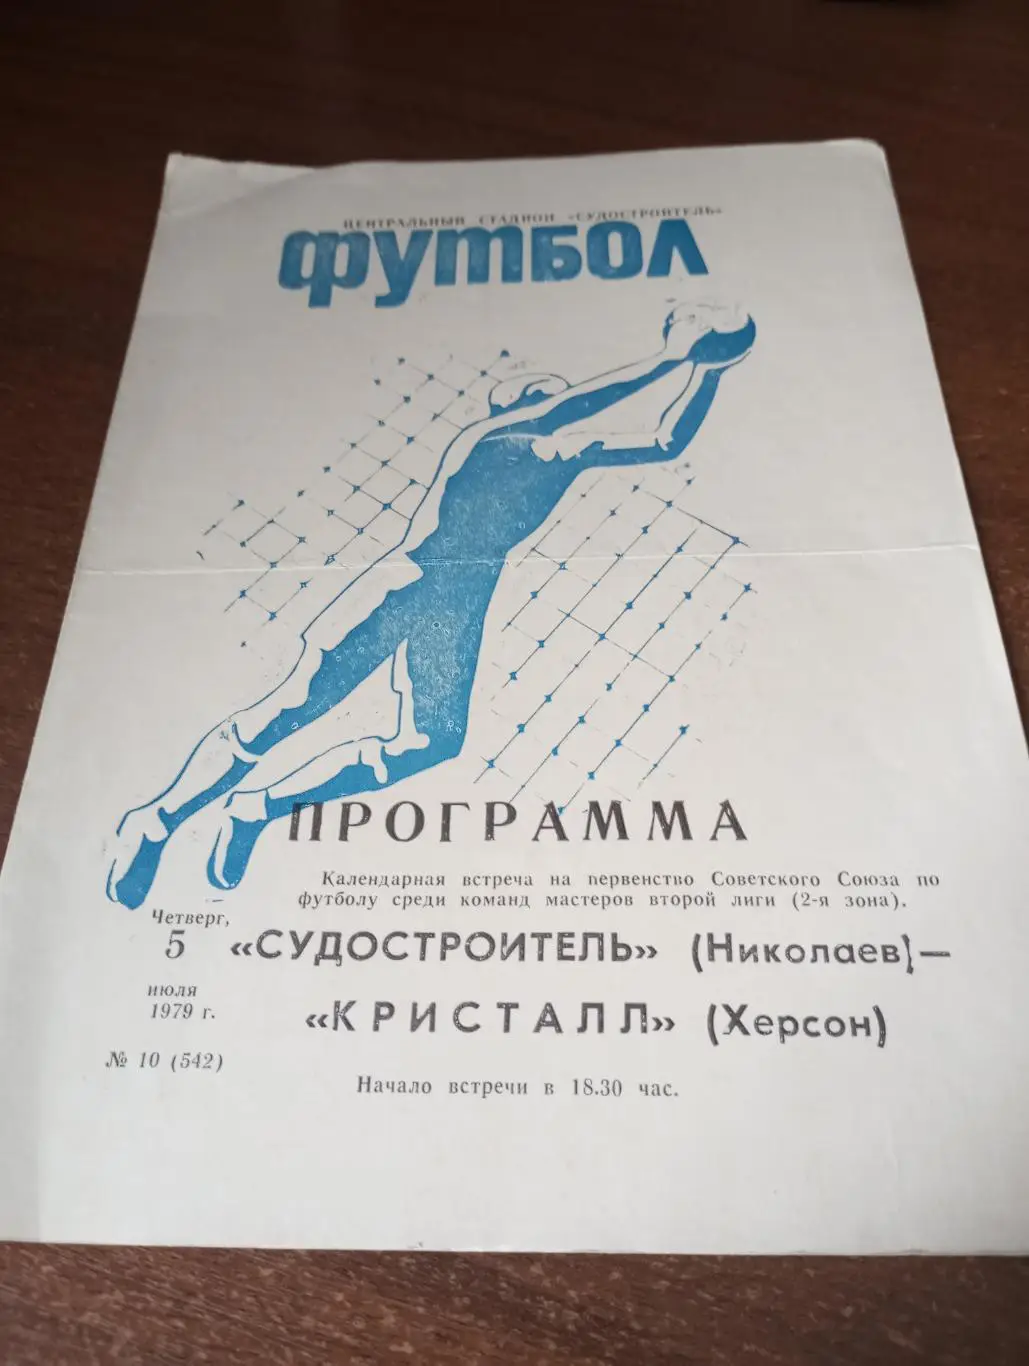 ЦЕНТРАЛЬНЫЙ СТАДИОН «СУДОСТРОИТЕЛЬ»
ФУТБОЛ
ПРОГРАММА
Календарная встреча на первенство Советского Союза по
футболу среди команд мастеров второй лиги (2-я зона).
Четверг,
5
июля
1979 г.
№ 10 (542)
«СУДОСТРОИТЕЛЬ» (Николаев)—
«КРИСТАЛЛ» (Херсон)
Начало встречи в 18.30 час.